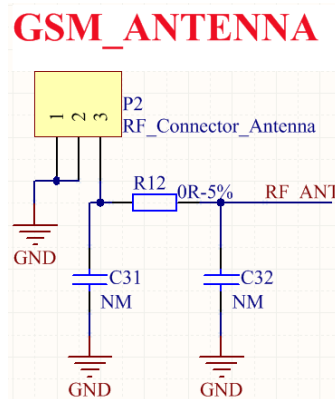 GSM_ANTENNA
P2
1 2 3
RF_Connector_Antenna
R12
0R-5%
RF_ANT
GND
C31
C32
NM
NM
GND
GND